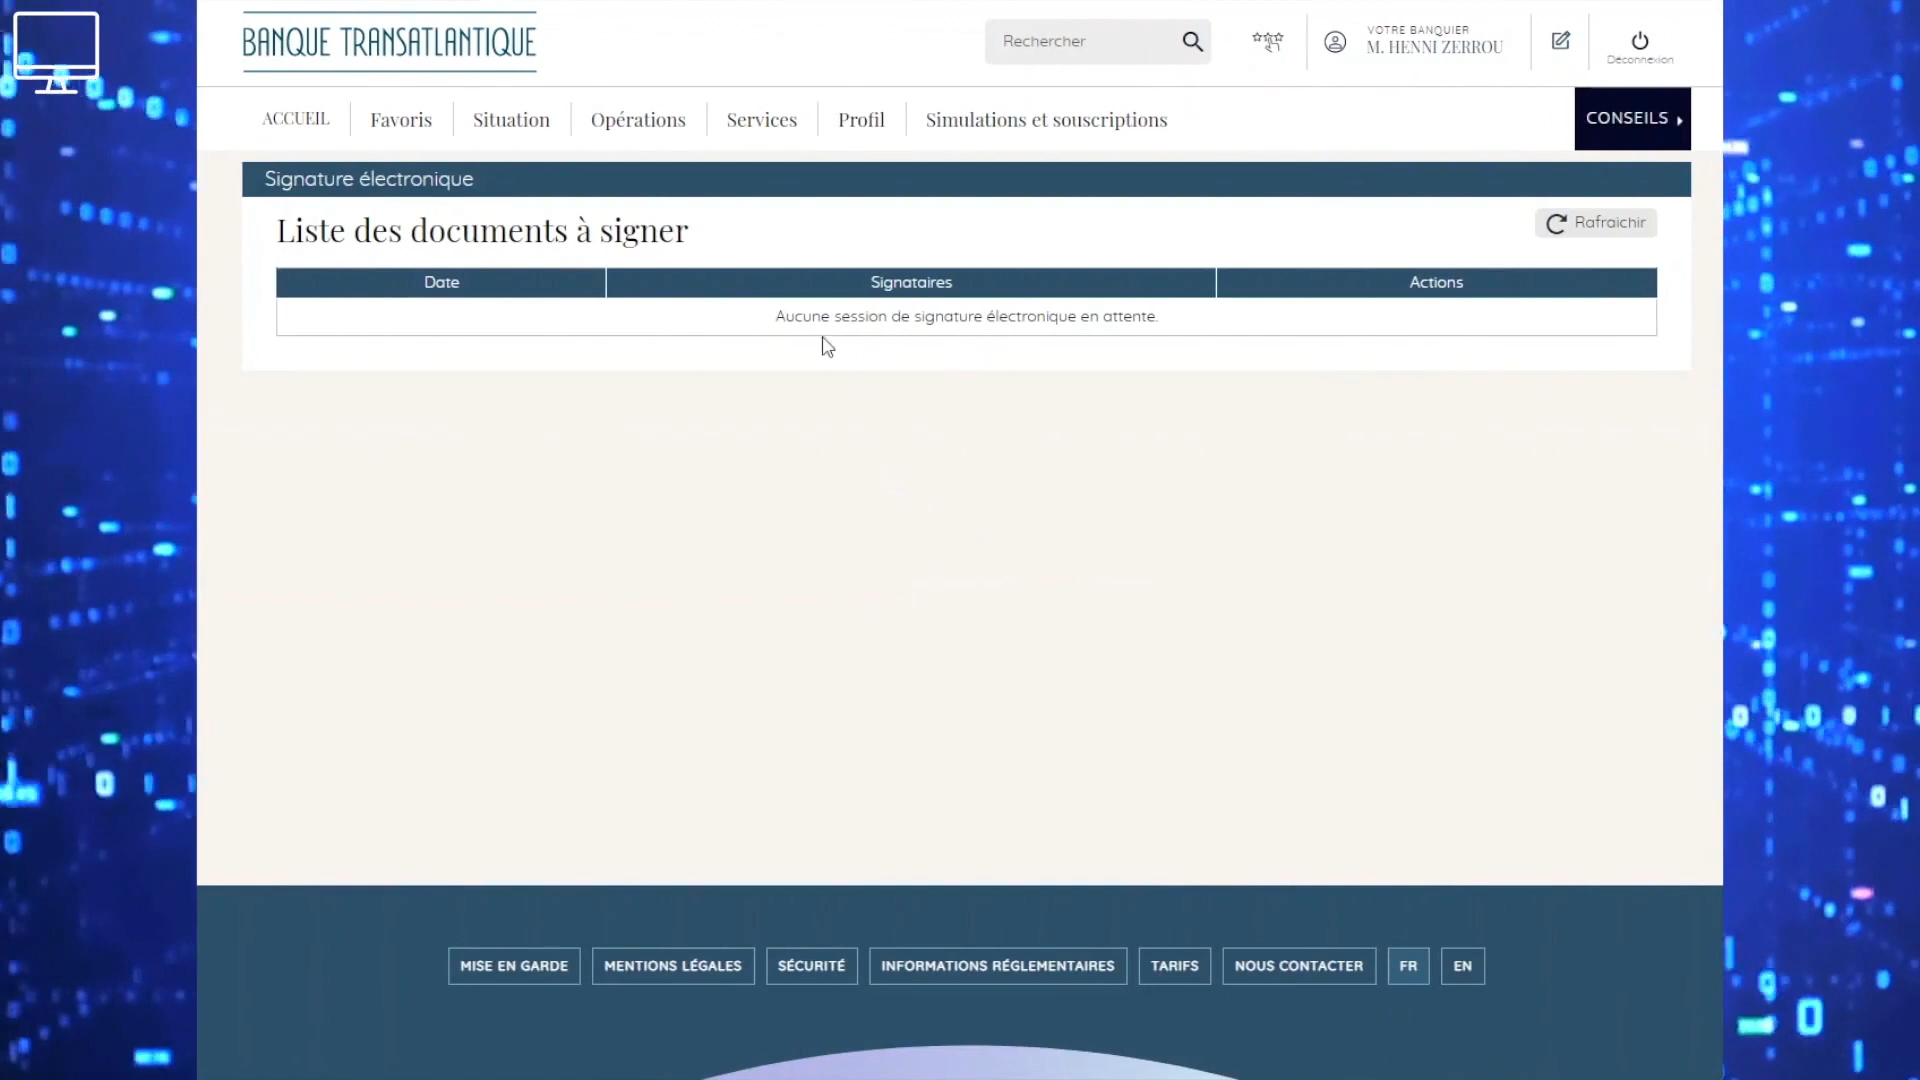 BANQUE TRANSATLANTIQUE
Rechercher
VOTRE BANQUIER
M. HENNI ZERROU
Déconnexion
ACCUEIL
Favoris
Situation
Opérations
Services
Profil
Simulations et souscriptions
CONSEILS
Signature électronique
Liste des documents à signer
Rafraichir
Date
Signataires
Actions
Aucune session de signature électronique en attente.
MISE EN GARDE
MENTIONS LÉGALES
SÉCURITÉ
INFORMATIONS RÉGLEMENTAIRES
TARIFS
NOUS CONTACTER
FR
EN